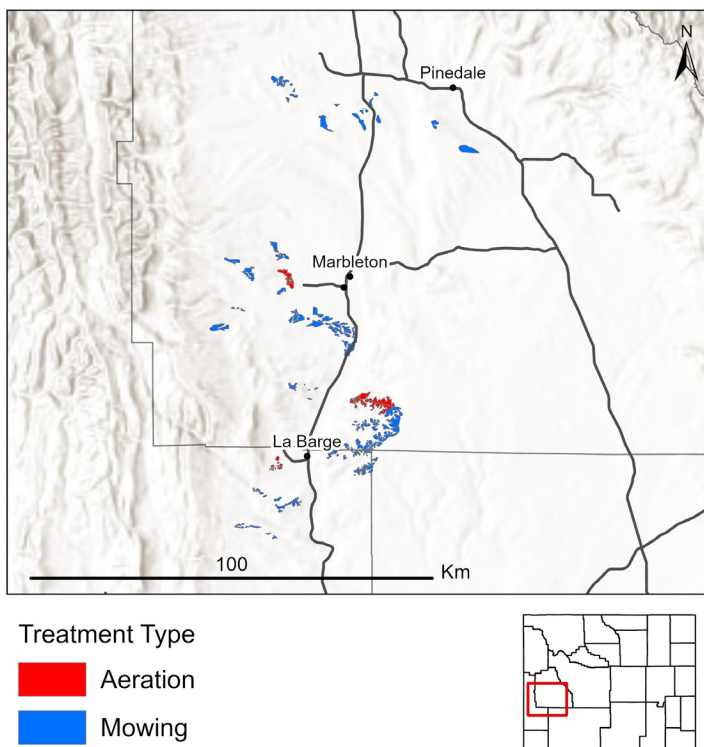 N
Pinedale
Marbleton
La Barge
100
Km
Treatment Type
Aeration
Mowing